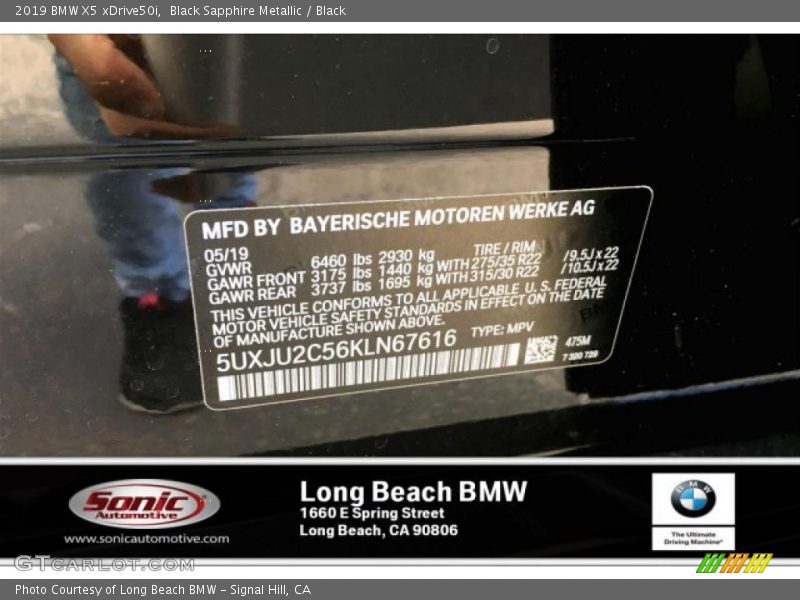 2019 BMW X5 xDrive50i,  Black Sapphire Metallic / Black
MFD BY BAYERISCHE MOTOREN WERKE AG
05/19 TIRE / RIM
GVWR 6460 lbs 2930 kg
GAWR FRONT 3175 lbs 1440 kg WITH 275/35 R22 /9.5J x 22
GAWR REAR 3737 lbs 1695 kg WITH 315/30 R22 /10.5J x 22
THIS VEHICLE CONFORMS TO ALL APPLICABLE U. S. FEDERAL
MOTOR VEHICLE SAFETY STANDARDS IN EFFECT ON THE DATE
OF MANUFACTURE SHOWN ABOVE.
5UXJU2C56KLN67616 TYPE: MPV
475M
7 320 729
Sonic
Automotive
www.sonicautomotive.com
Long Beach BMW
1660 E Spring Street
Long Beach, CA 90806
BMW
The Ultimate
Driving Machine®
GTCARLOT.COM
Photo Courtesy of Long Beach BMW - Signal Hill, CA